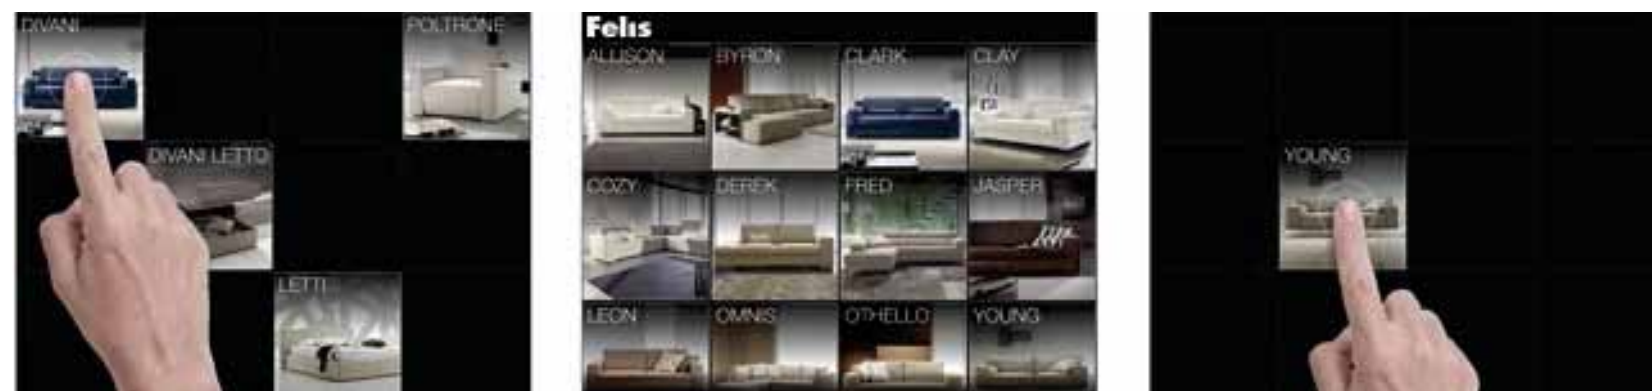 DIVANI
POLTRONE
DIVANI LETTO
LETTI
Felis
ALLISON BYRON CLARK CLAY
COZY DEREK FRED JASPER
LEON OMNIS OTHELLO YOUNG
YOUNG